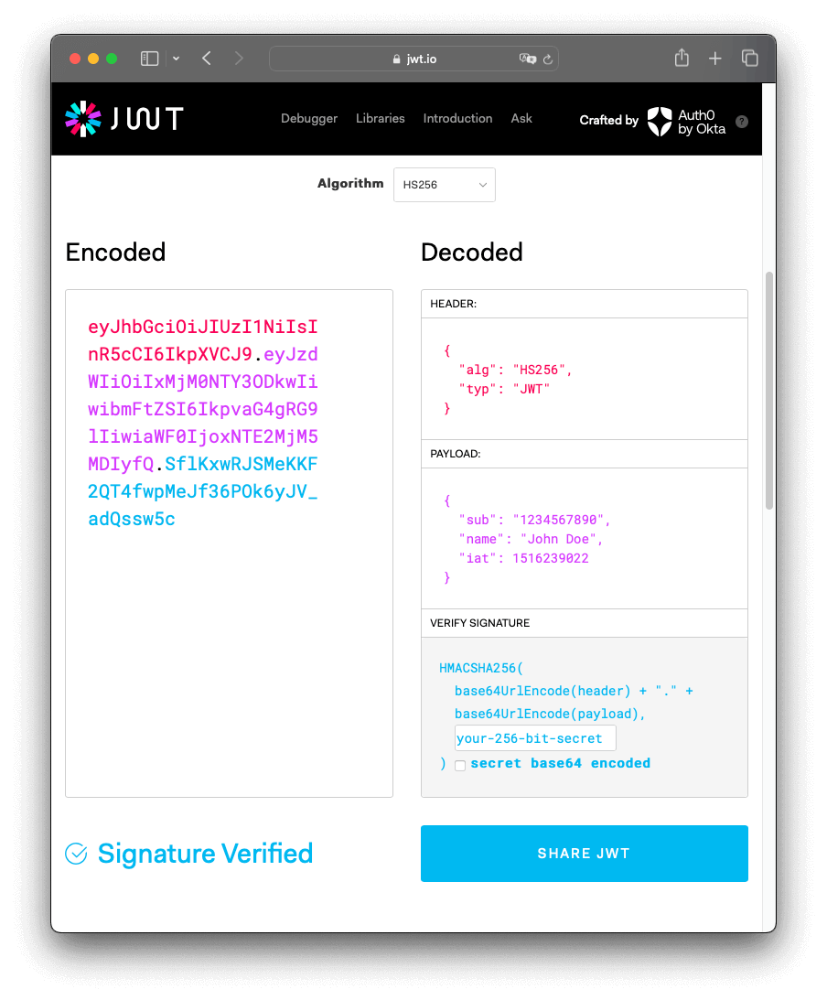 jwt.io
JWT
Debugger Libraries Introduction Ask
Crafted by
Auth0
by Okta
?
Algorithm
HS256
Encoded
eyJhbGciOiJIUzI1NiIsI
nR5cCI6IkpXVCJ9.eyJzd
WIiOiIxMjM0NTY3ODkwIi
wibmFtZSI6IkpvaG4gRG9
lIiwiaWF0IjoxNTE2MjM5
MDIyfQ.SflKxwRJSMeKKF
2QT4fwpMeJf36POk6yJV_
adQssw5c
Decoded
HEADER:
{
"alg": "HS256",
"typ": "JWT"
}
PAYLOAD:
{
"sub": "1234567890",
"name": "John Doe",
"iat": 1516239022
}
VERIFY SIGNATURE
HMACSHA256(
base64UrlEncode(header) + "." +
base64UrlEncode(payload),
your-256-bit-secret
) secret base64 encoded
Signature Verified
SHARE JWT